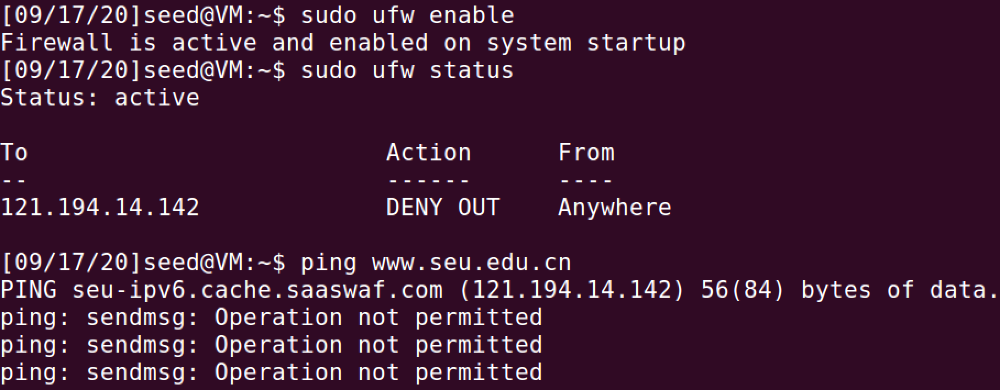 [09/17/20]seed@VM:~$ sudo ufw enable
Firewall is active and enabled on system startup
[09/17/20]seed@VM:~$ sudo ufw status
Status: active
To                         Action      From
--                         ------      ----
121.194.14.142             DENY OUT    Anywhere
[09/17/20]seed@VM:~$ ping www.seu.edu.cn
PING seu-ipv6.cache.saaswaf.com (121.194.14.142) 56(84) bytes of data.
ping: sendmsg: Operation not permitted
ping: sendmsg: Operation not permitted
ping: sendmsg: Operation not permitted